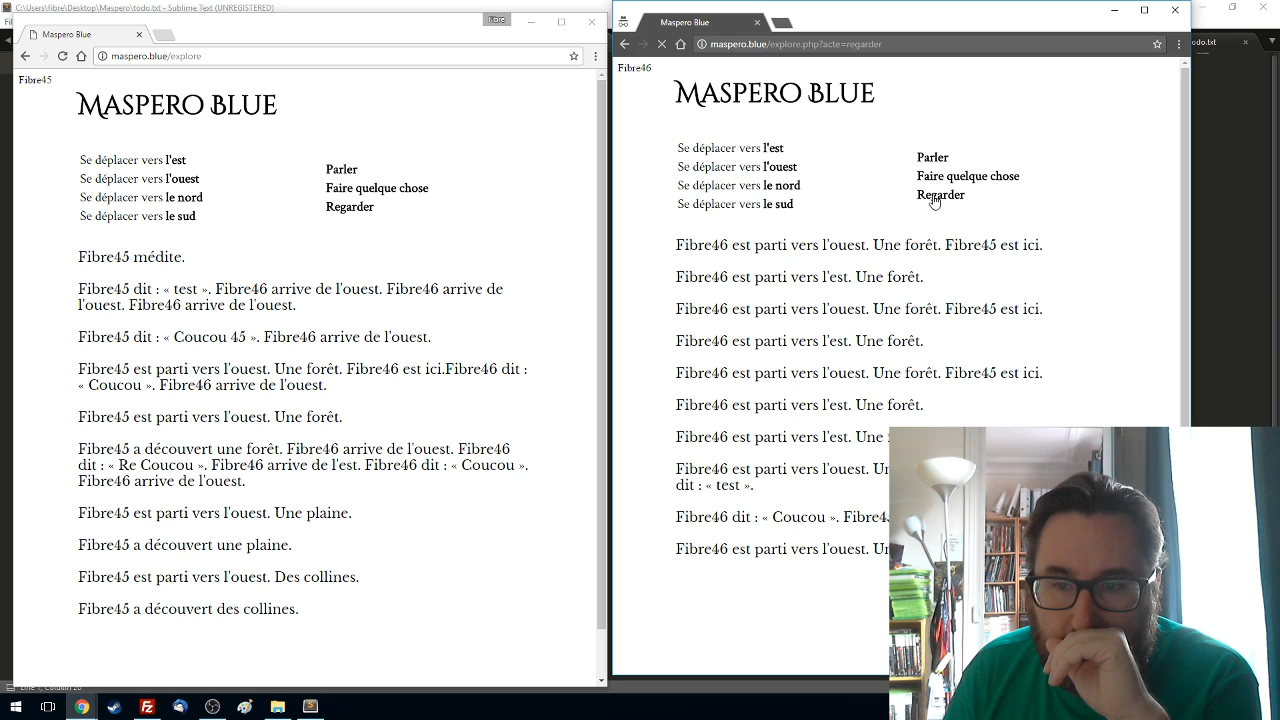 C:\Users\fibre\Desktop\Maspero\todo.txt - Sublime Text (UNREGISTERED)
Fibre
Maspero Blue
maspero.blue/explore
Fibre45
Maspero Blue
Se déplacer vers l'est
Se déplacer vers l'ouest
Se déplacer vers le nord
Se déplacer vers le sud
Parler
Faire quelque chose
Regarder
Fibre45 médite.
Fibre45 dit : « test ». Fibre46 arrive de l'ouest. Fibre46 arrive de
l'ouest. Fibre46 arrive de l'ouest.
Fibre45 dit : « Coucou 45 ». Fibre46 arrive de l'ouest.
Fibre45 est parti vers l'ouest. Une forêt. Fibre46 est ici.Fibre46 dit :
« Coucou ». Fibre46 arrive de l'ouest.
Fibre45 est parti vers l'ouest. Une forêt.
Fibre45 a découvert une forêt. Fibre46 arrive de l'ouest. Fibre46
dit : « Re Coucou ». Fibre46 arrive de l'est. Fibre46 dit : « Coucou ».
Fibre46 arrive de l'ouest.
Fibre45 est parti vers l'ouest. Une plaine.
Fibre45 a découvert une plaine.
Fibre45 est parti vers l'ouest. Des collines.
Fibre45 a découvert des collines.
Maspero Blue
maspero.blue/explore.php?acte=regarder
Fibre46
Maspero Blue
Se déplacer vers l'est
Se déplacer vers l'ouest
Se déplacer vers le nord
Se déplacer vers le sud
Parler
Faire quelque chose
Regarder
Fibre46 est parti vers l'ouest. Une forêt. Fibre45 est ici.
Fibre46 est parti vers l'est. Une forêt.
Fibre46 est parti vers l'ouest. Une forêt. Fibre45 est ici.
Fibre46 est parti vers l'est. Une forêt.
Fibre46 est parti vers l'ouest. Une forêt. Fibre45 est ici.
Fibre46 est parti vers l'est. Une forêt.
Fibre46 est parti vers l'ouest. Une
Fibre46 est parti vers l'ouest.
dit : « test ».
Fibre46 dit : « Coucou ».
Fibre46 est parti vers l'ouest.
odo.txt